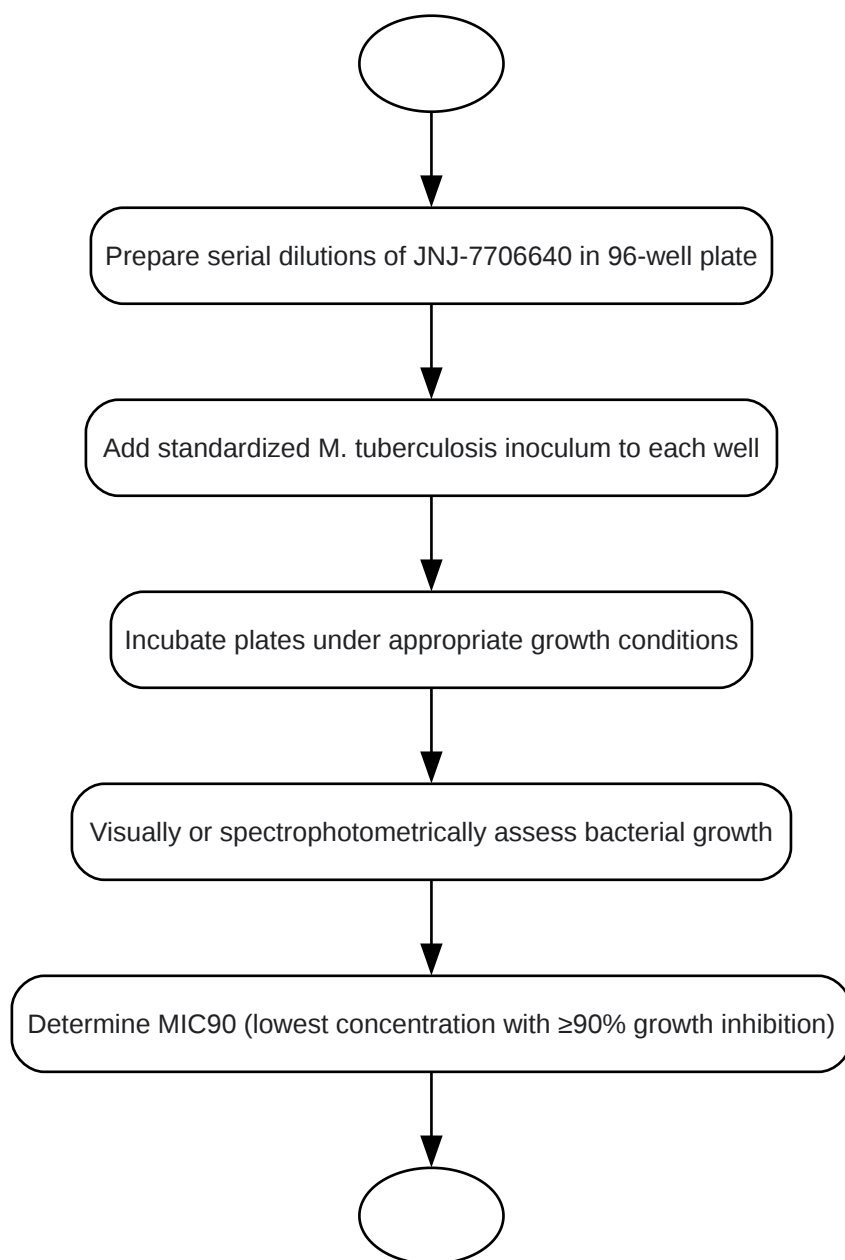 Prepare serial dilutions of JNJ-7706640 in 96-well plate
Add standardized M. tuberculosis inoculum to each well
Incubate plates under appropriate growth conditions
Visually or spectrophotometrically assess bacterial growth
Determine MIC90 (lowest concentration with ≥90% growth inhibition)